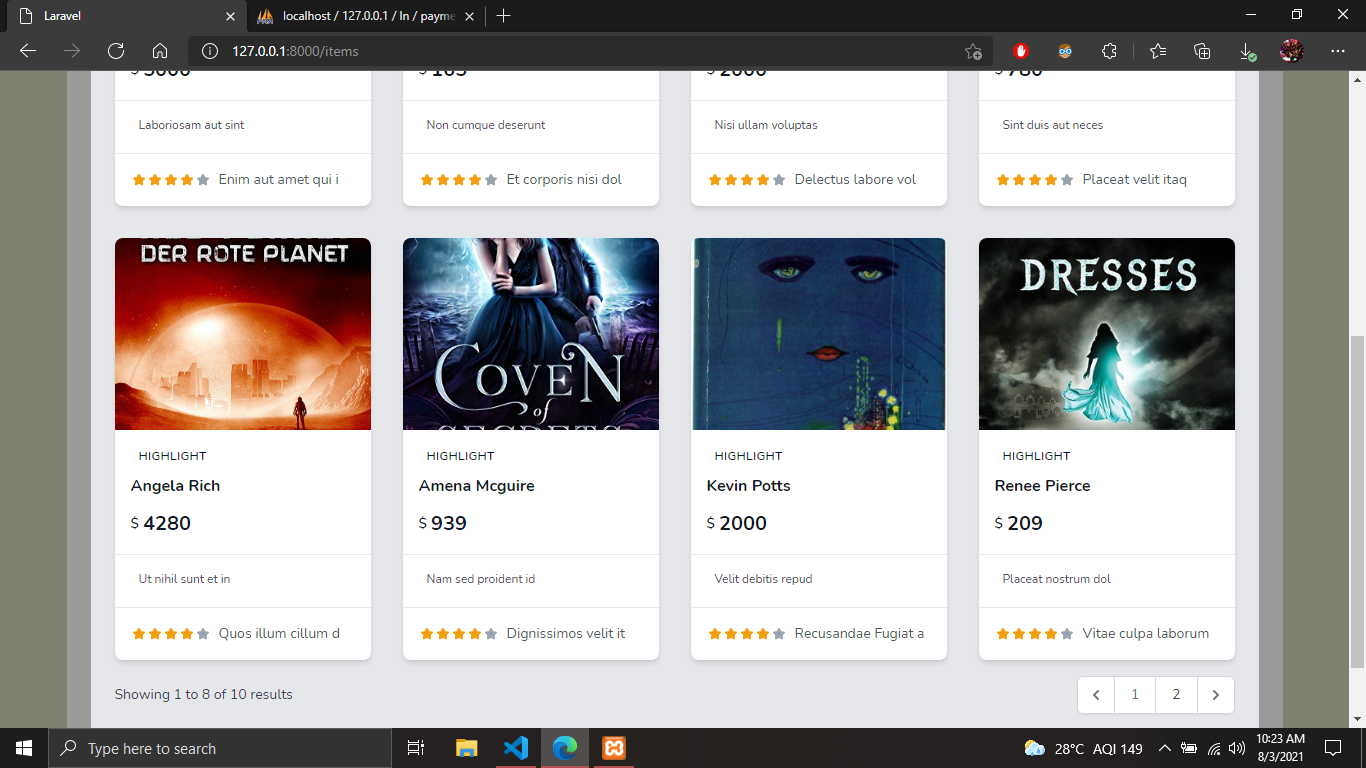 Laravel
localhost / 127.0.0.1 / ln / payme
127.0.0.1:8000/items
$ 5000
$ 165
$ 2000
$ 780
Laboriosam aut sint
Non cumque deserunt
Nisi ullam voluptas
Sint duis aut neces
Enim aut amet qui i
Et corporis nisi dol
Delectus labore vol
Placeat velit itaq
DER ROTE PLANET
COVEN
of
SECRETS
DRESSES
HIGHLIGHT
HIGHLIGHT
HIGHLIGHT
HIGHLIGHT
Angela Rich
Amena Mcguire
Kevin Potts
Renee Pierce
$ 4280
$ 939
$ 2000
$ 209
Ut nihil sunt et in
Nam sed proident id
Velit debitis repud
Placeat nostrum dol
Quos illum cillum d
Dignissimos velit it
Recusandae Fugiat a
Vitae culpa laborum
Showing 1 to 8 of 10 results
1
2
Type here to search
28°C AQI 149
10:23 AM
8/3/2021